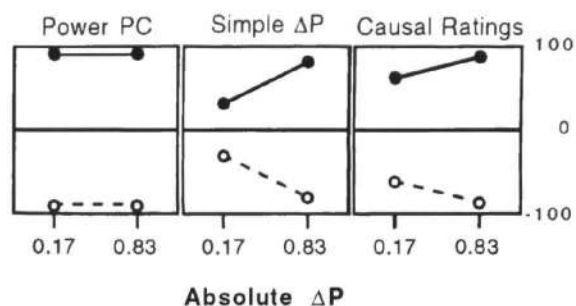 Power PC Simple ΔP Causal Ratings
100
0
-100
0.17 0.83 0.17 0.83 0.17 0.83
Absolute ΔP